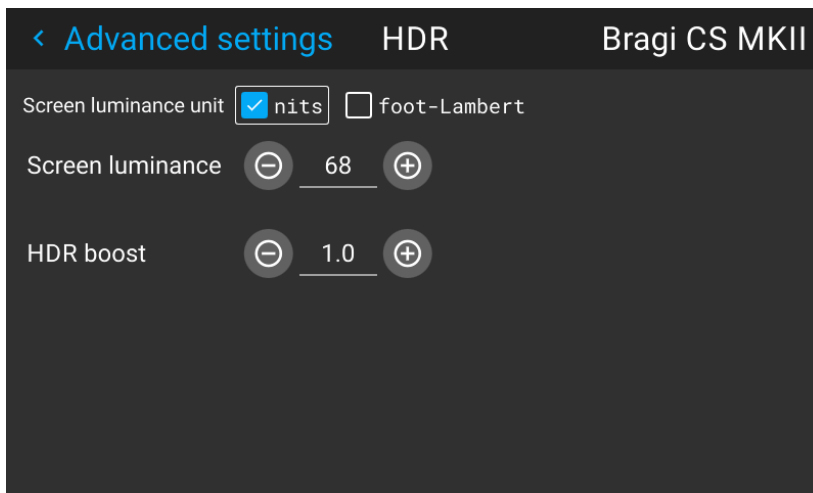 Advanced settings HDR Bragi CS MKII
Screen luminance unit nits foot-Lambert
Screen luminance 68
HDR boost 1.0